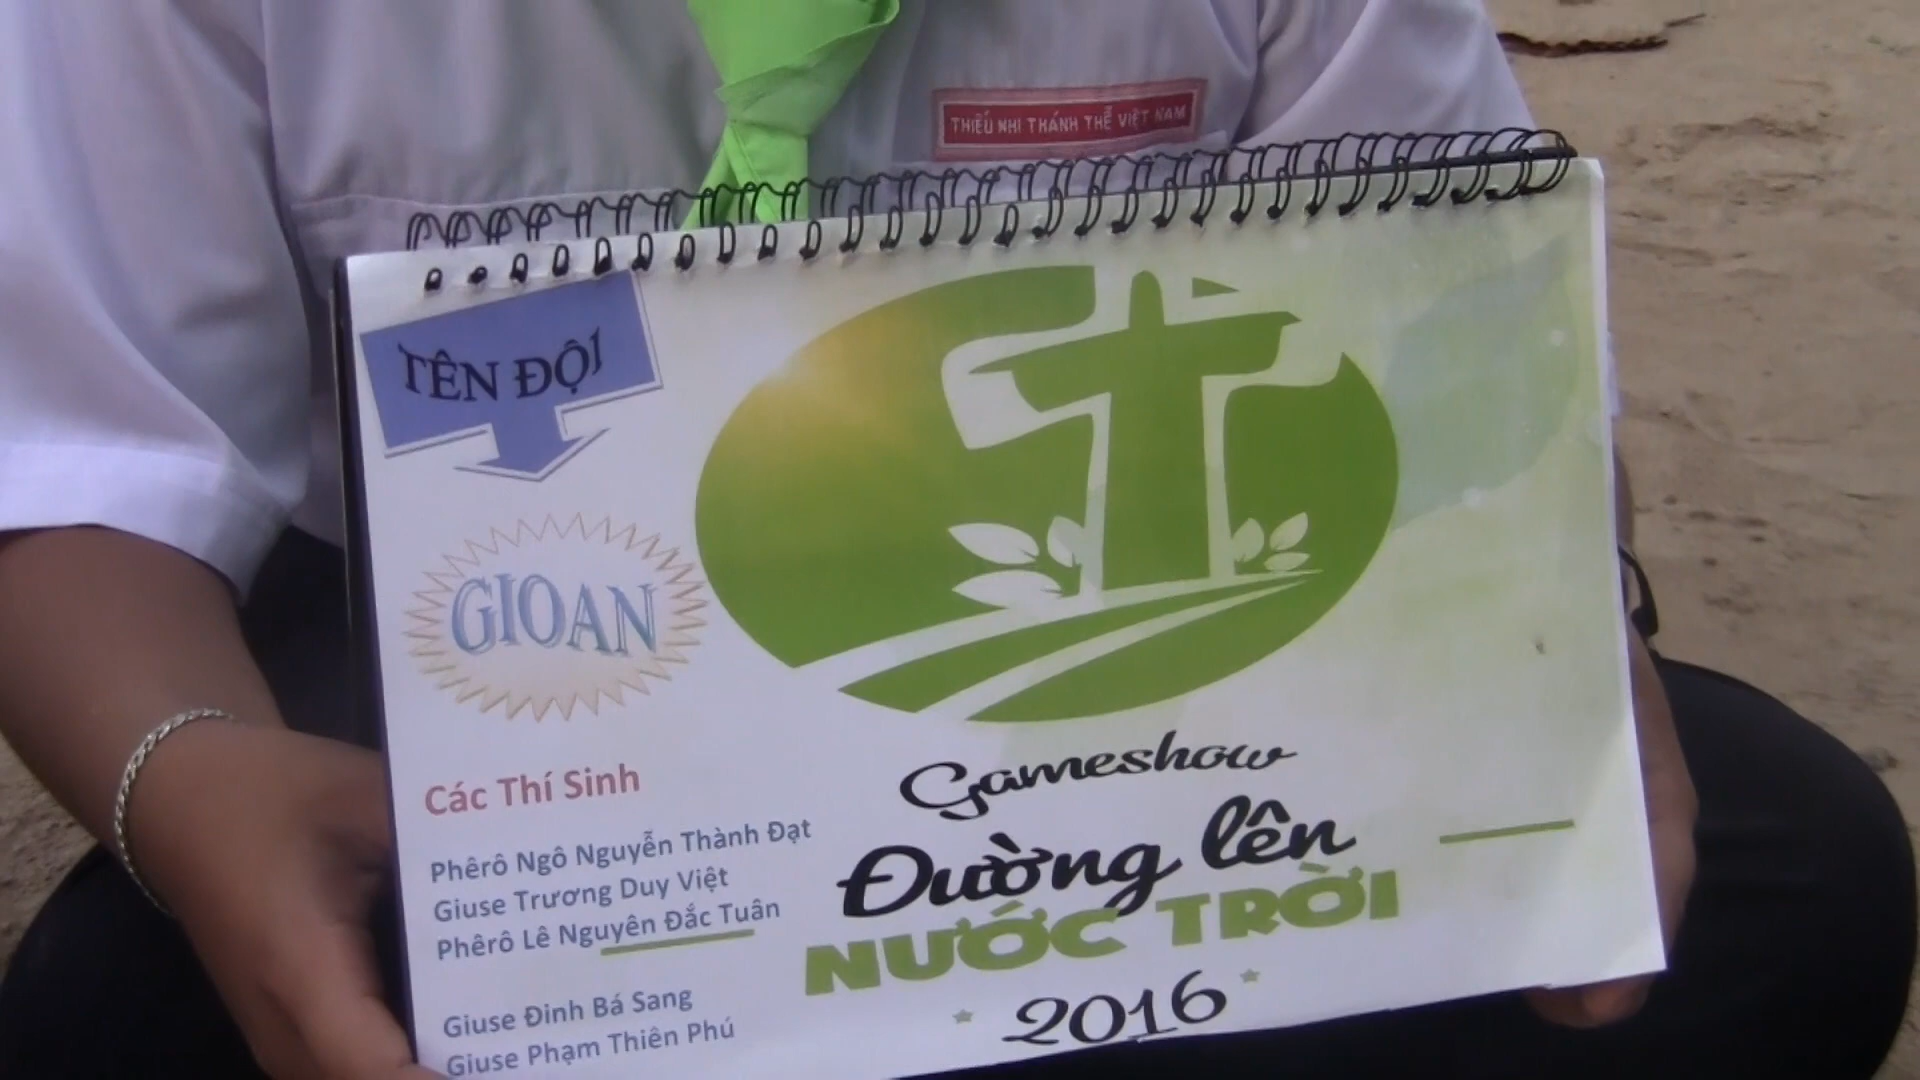 THIẾU NHI THÁNH THỂ VIỆT NAM
TÊN ĐỘI
GIOAN
Các Thí Sinh
Phêrô Ngô Nguyễn Thành Đạt
Giuse Trương Duy Việt
Phêrô Lê Nguyên Đắc Tuân
Giuse Đinh Bá Sang
Giuse Phạm Thiên Phú
Gameshow
Đường lên
NƯỚC TRỜI
2016